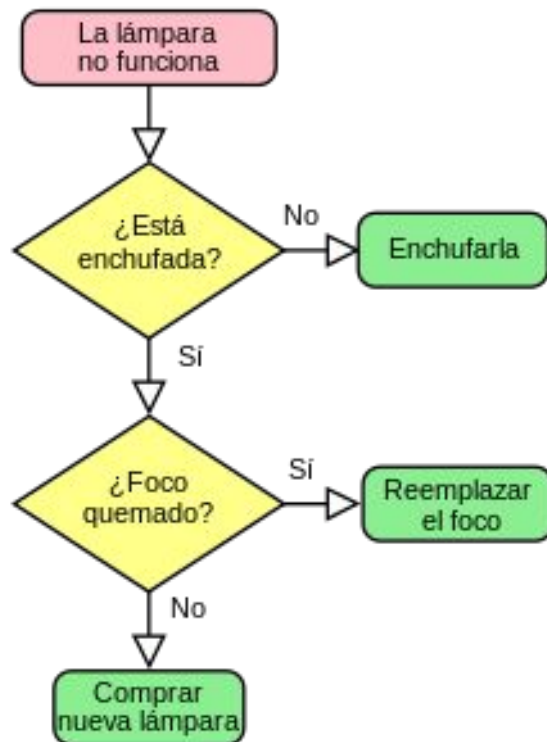 La lámpara
no funciona
¿Está
enchufada?
No
Enchufarla
Sí
¿Foco
quemado?
Sí
Reemplazar
el foco
No
Comprar
nueva lámpara